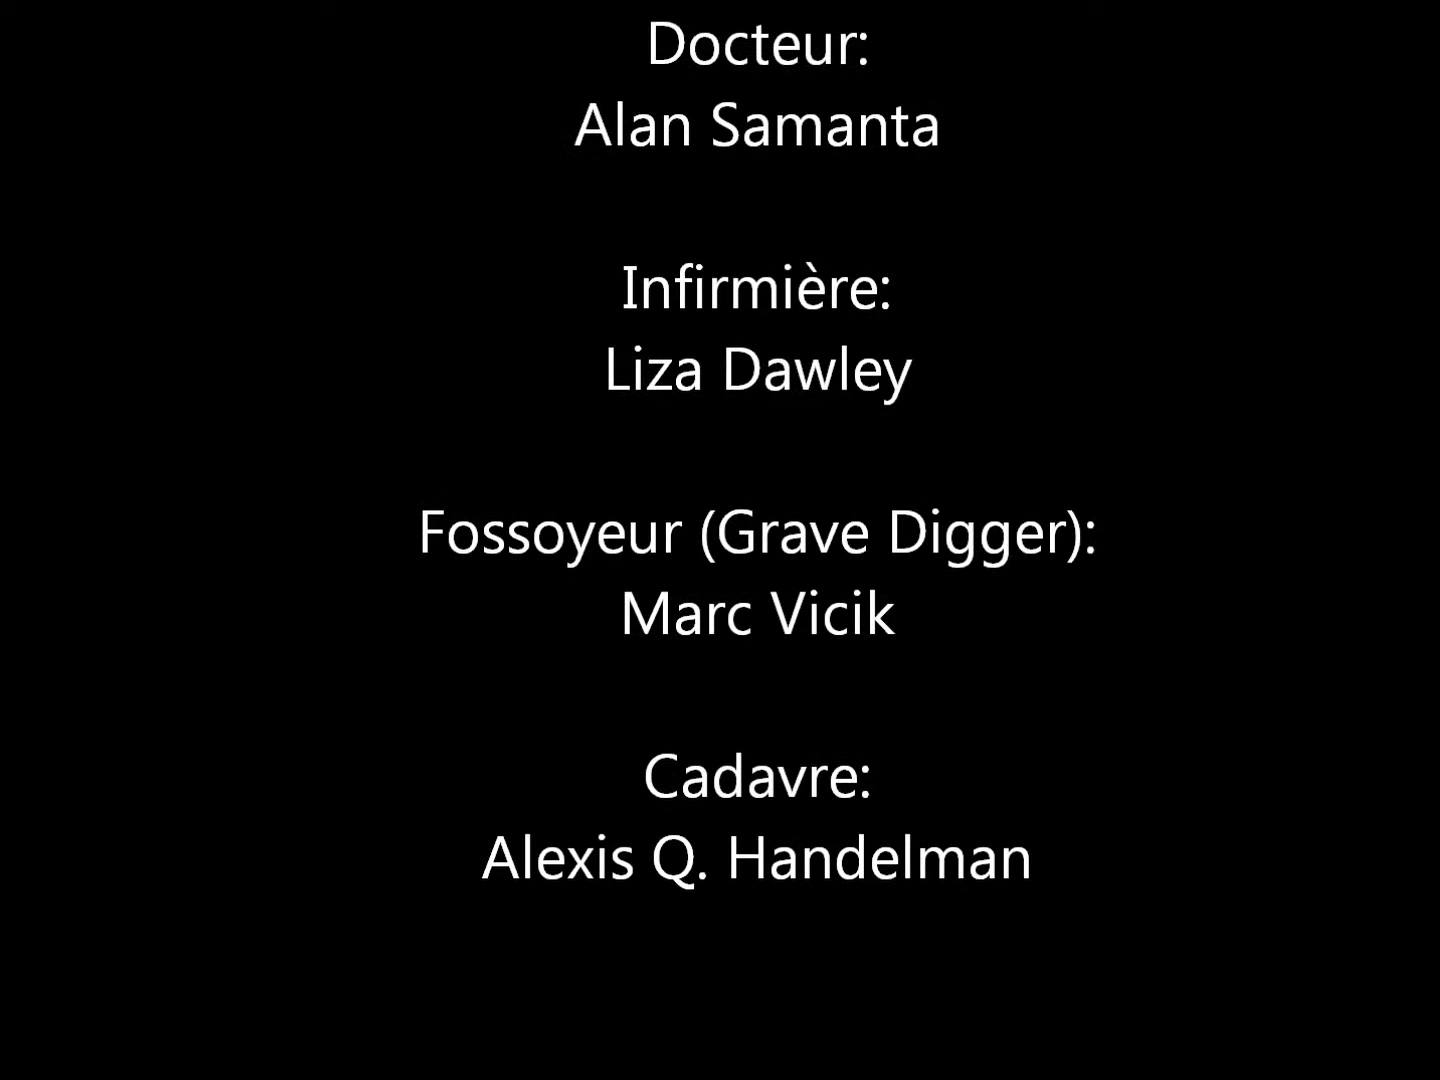 Docteur:
Alan Samanta
Infirmière:
Liza Dawley
Fossoyeur (Grave Digger):
Marc Vicik
Cadavre:
Alexis Q. Handelman